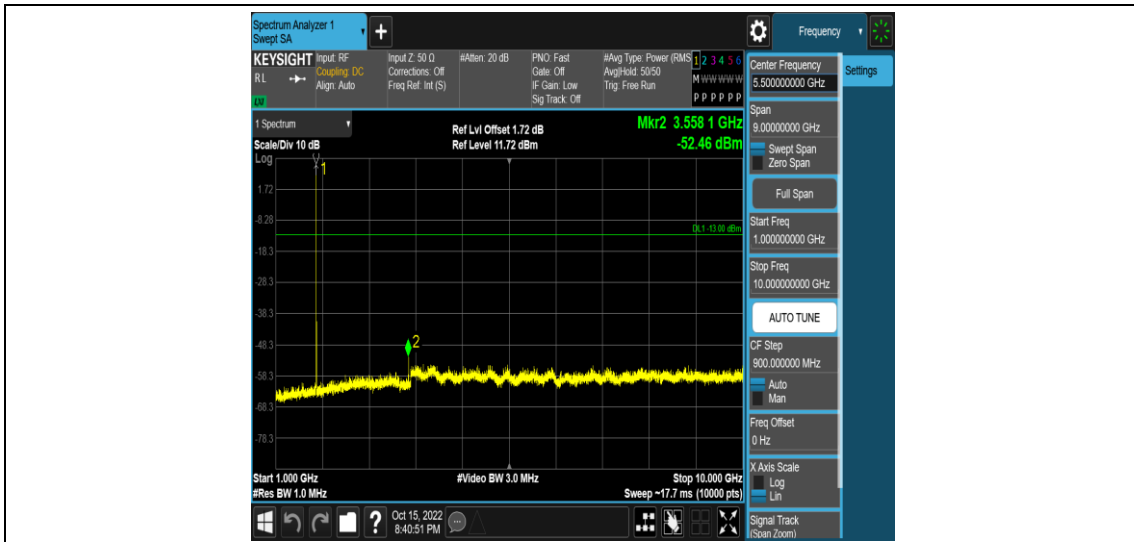 Spectrum Analyzer 1
Swept SA
+
Frequency
KEYSIGHT
RL
LXI
Input: RF
Coupling: DC
Align: Auto
Input Z: 50 Ω
Corrections: Off
Freq Ref: Int (S)
#Atten: 20 dB
PNO: Fast
Gate: Off
IF Gain: Low
Sig Track: Off
#Avg Type: Power (RMS
Avg|Hold: 50/50
Trig: Free Run
1 2 3 4 5 6
M W W W W W
P P P P P P
1 Spectrum
Scale/Div 10 dB
Ref Lvl Offset 1.72 dB
Ref Level 11.72 dBm
Mkr2 3.558 1 GHz
-52.46 dBm
Log
1
1.72
-8.28
DL1 -13.00 dBm
-18.3
-28.3
-38.3
-48.3
2
-58.3
-68.3
-78.3
Start 1.000 GHz
#Video BW 3.0 MHz
Stop 10.000 GHz
#Res BW 1.0 MHz
Sweep ~17.7 ms (10000 pts)
Center Frequency
5.500000000 GHz
Settings
Span
9.00000000 GHz
Swept Span
Zero Span
Full Span
Start Freq
1.000000000 GHz
Stop Freq
10.000000000 GHz
AUTO TUNE
CF Step
900.000000 MHz
Auto
Man
Freq Offset
0 Hz
X Axis Scale
Log
Lin
Signal Track
(Span Zoom)
?
Oct 15, 2022
8:40:51 PM